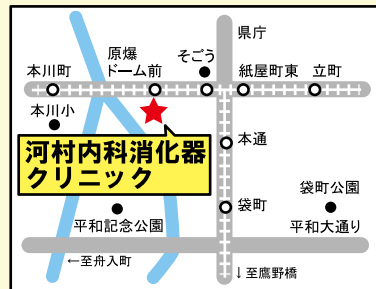 県庁
原爆
ドーム前
そごう
本川町
紙屋町東
立町
本川小
河村内科消化器
クリニック
本通
袋町
袋町公園
平和記念公園
平和大通り
←至舟入町
↓至鷹野橋